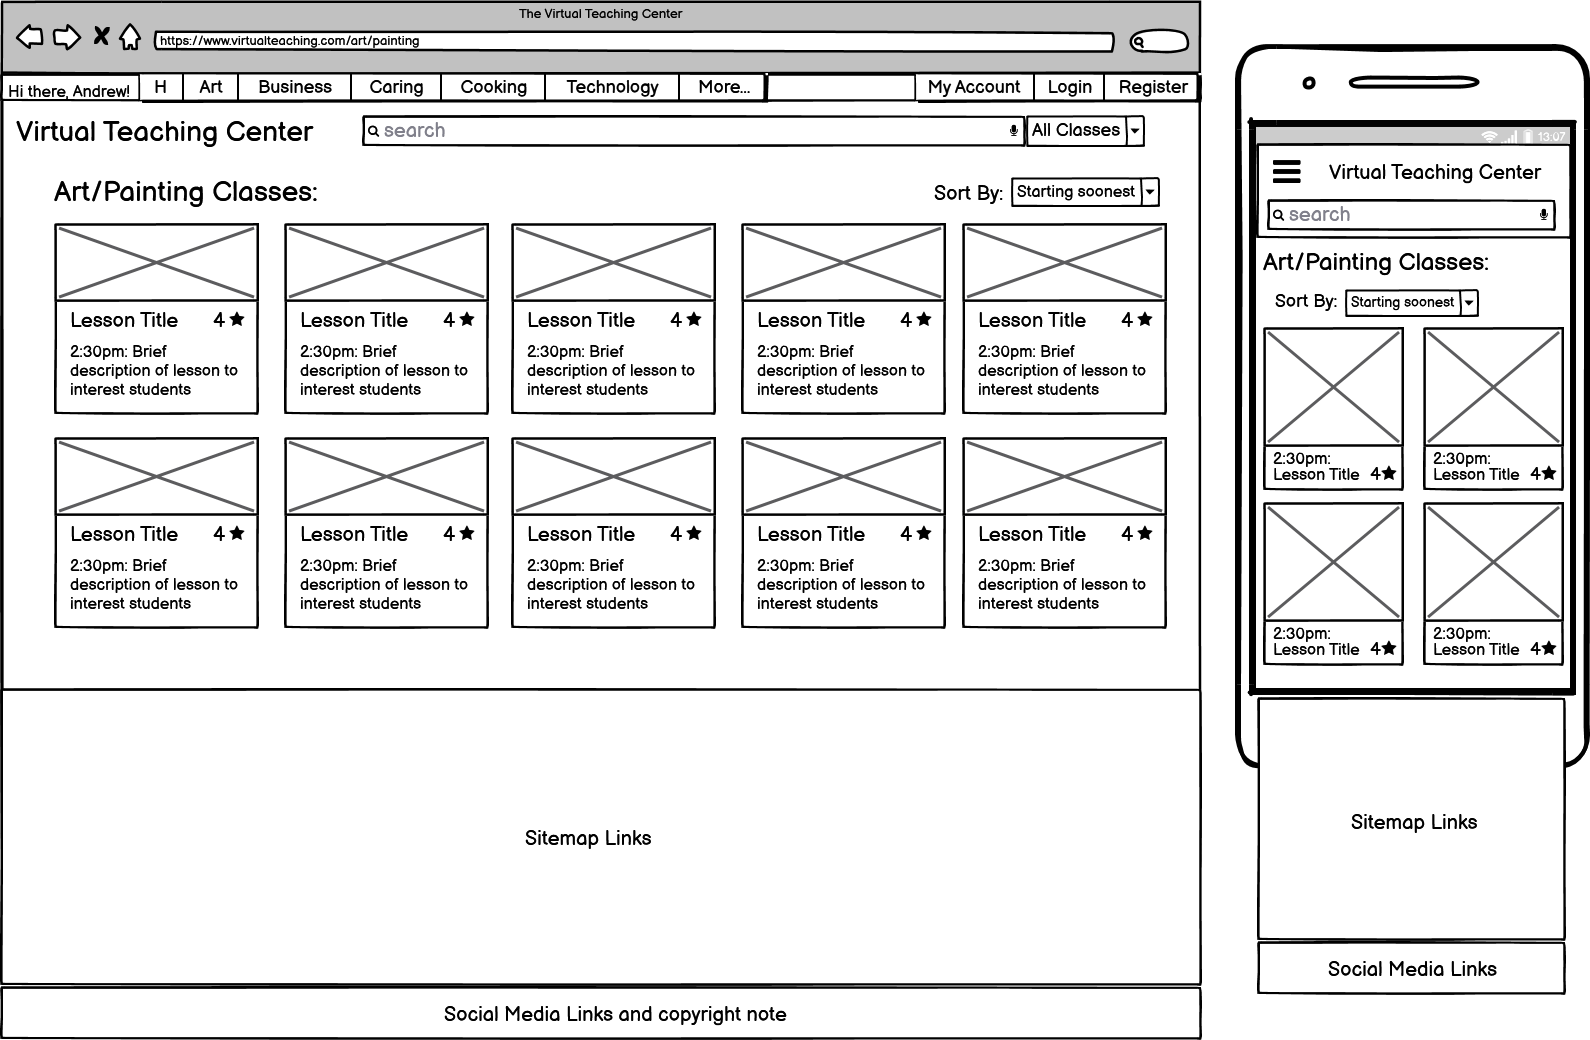 The Virtual Teaching Center
https://www.virtualteaching.com/art/painting
Hi there, Andrew! H Art Business Caring Cooking Technology More... My Account Login Register
Virtual Teaching Center search All Classes
Art/Painting Classes: Sort By: Starting soonest
Lesson Title 4 Lesson Title 4 Lesson Title 4 Lesson Title 4 Lesson Title 4
2:30pm: Brief 2:30pm: Brief 2:30pm: Brief 2:30pm: Brief 2:30pm: Brief
description of lesson to description of lesson to description of lesson to description of lesson to description of lesson to
interest students interest students interest students interest students interest students
Lesson Title 4 Lesson Title 4 Lesson Title 4 Lesson Title 4 Lesson Title 4
2:30pm: Brief 2:30pm: Brief 2:30pm: Brief 2:30pm: Brief 2:30pm: Brief
description of lesson to description of lesson to description of lesson to description of lesson to description of lesson to
interest students interest students interest students interest students interest students
Sitemap Links
Social Media Links and copyright note
13:07
Virtual Teaching Center
search
Art/Painting Classes:
Sort By: Starting soonest
2:30pm: 2:30pm:
Lesson Title 4 Lesson Title 4
2:30pm: 2:30pm:
Lesson Title 4 Lesson Title 4
Sitemap Links
Social Media Links